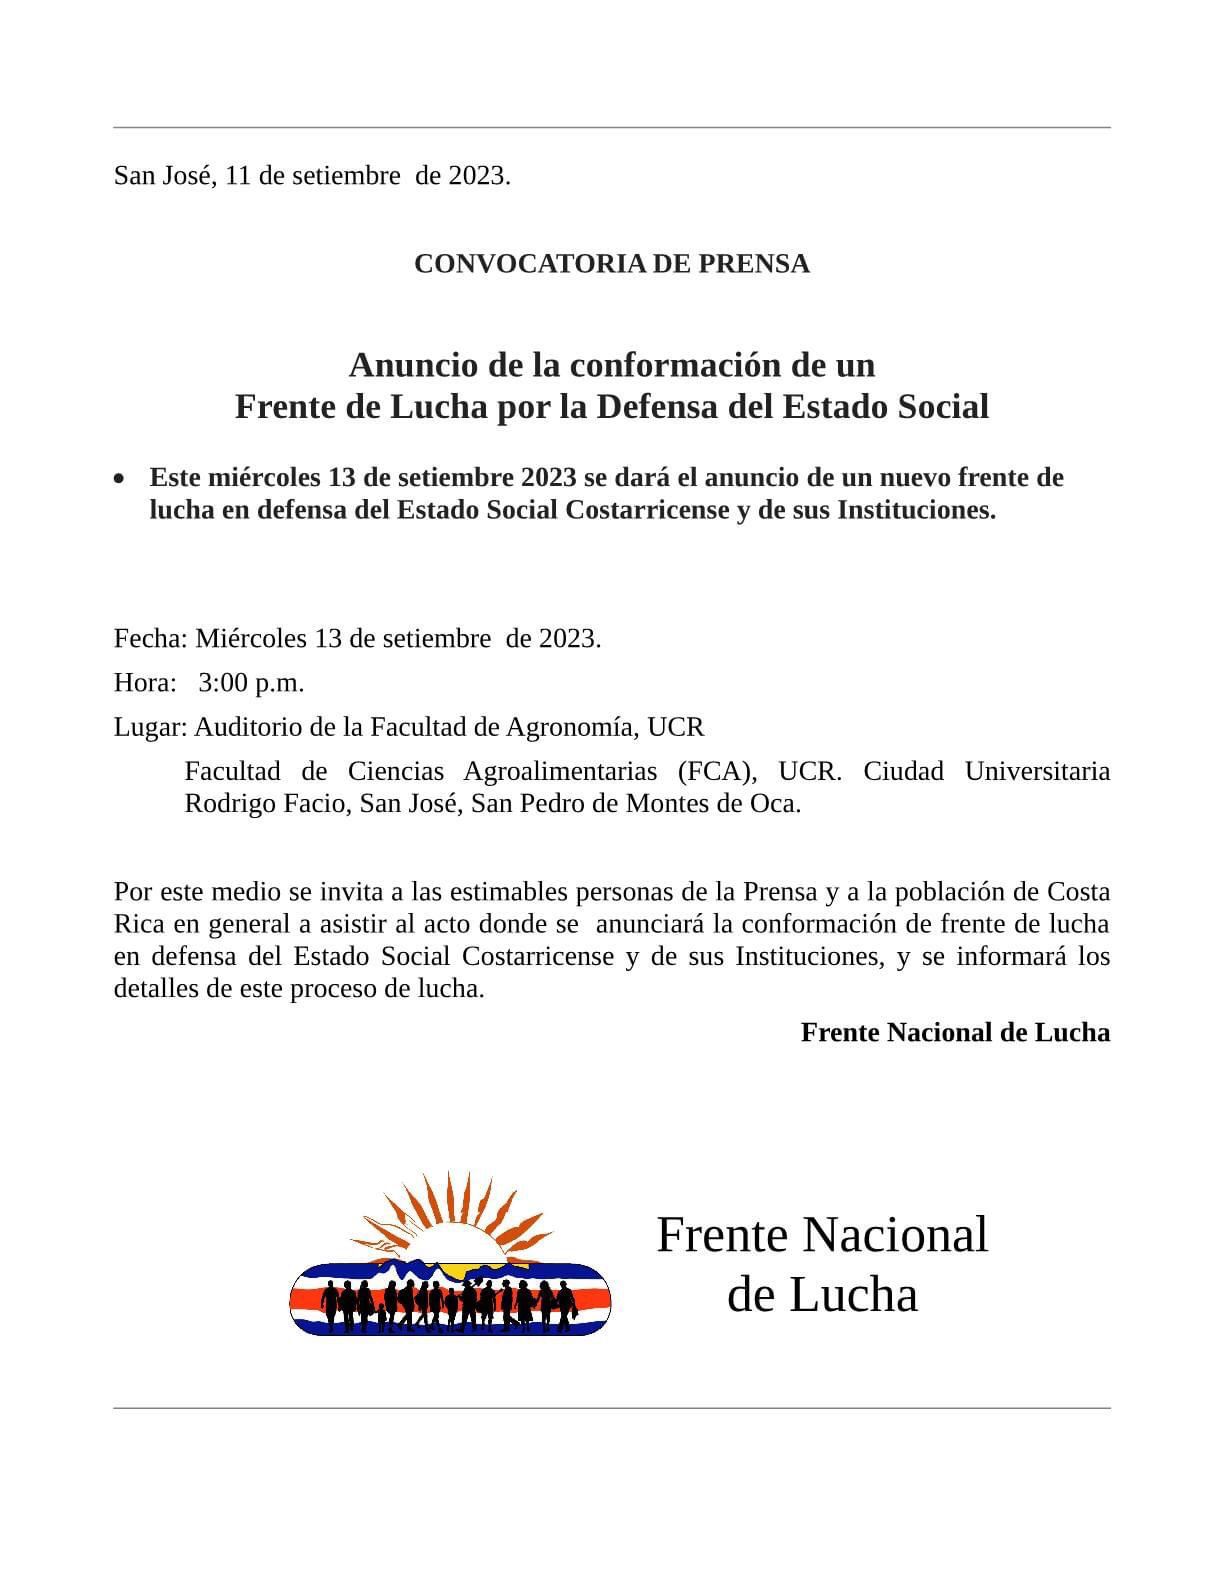 San José, 11 de setiembre  de 2023.
CONVOCATORIA DE PRENSA
Anuncio de la conformación de un
Frente de Lucha por la Defensa del Estado Social
• Este miércoles 13 de setiembre 2023 se dará el anuncio de un nuevo frente de
lucha en defensa del Estado Social Costarricense y de sus Instituciones.
Fecha: Miércoles 13 de setiembre  de 2023.
Hora:   3:00 p.m.
Lugar: Auditorio de la Facultad de Agronomía, UCR
Facultad de Ciencias Agroalimentarias (FCA), UCR. Ciudad Universitaria
Rodrigo Facio, San José, San Pedro de Montes de Oca.
Por este medio se invita a las estimables personas de la Prensa y a la población de Costa
Rica en general a asistir al acto donde se  anunciará la conformación de frente de lucha
en defensa del Estado Social Costarricense y de sus Instituciones, y se informará los
detalles de este proceso de lucha.
Frente Nacional de Lucha
Frente Nacional
de Lucha